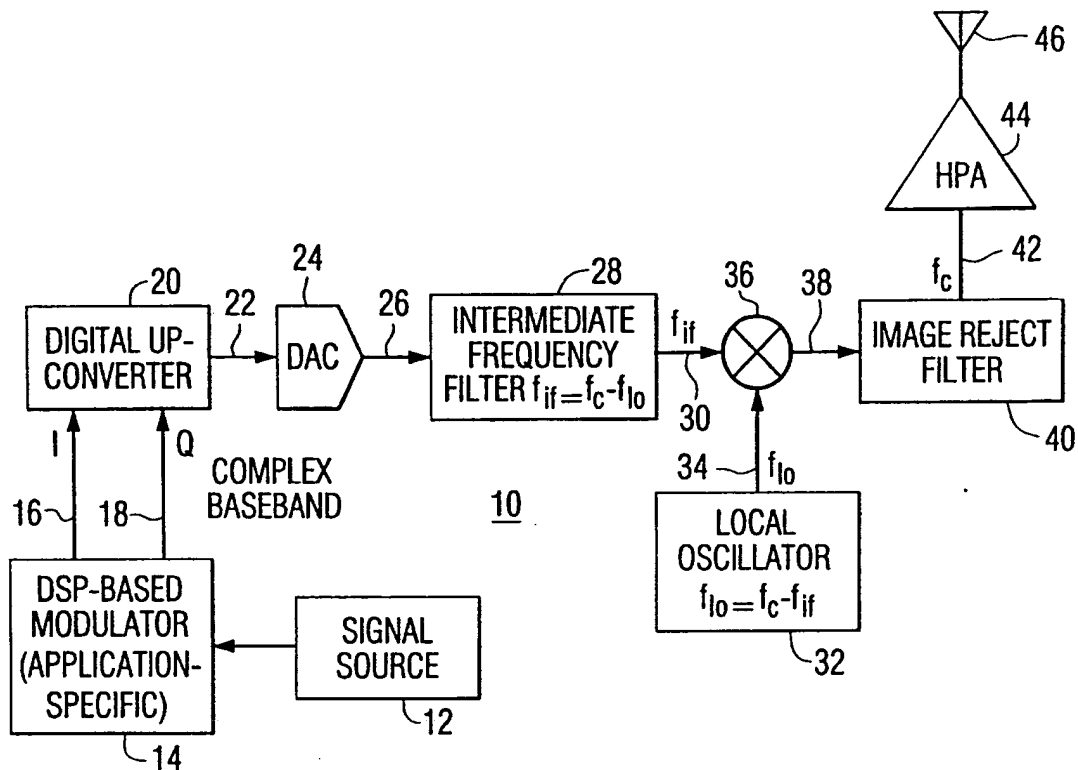 46
44
HPA
42
f_c
20
DIGITAL UP-
CONVERTER
22
24
DAC
26
28
INTERMEDIATE
FREQUENCY
FILTER f_if = f_c - f_lo
f_if
30
36
38
IMAGE REJECT
FILTER
40
I
Q
16
18
COMPLEX
BASEBAND
10
34
f_lo
LOCAL
OSCILLATOR
f_lo = f_c - f_if
32
DSP-BASED
MODULATOR
(APPLICATION-
SPECIFIC)
14
SIGNAL
SOURCE
12